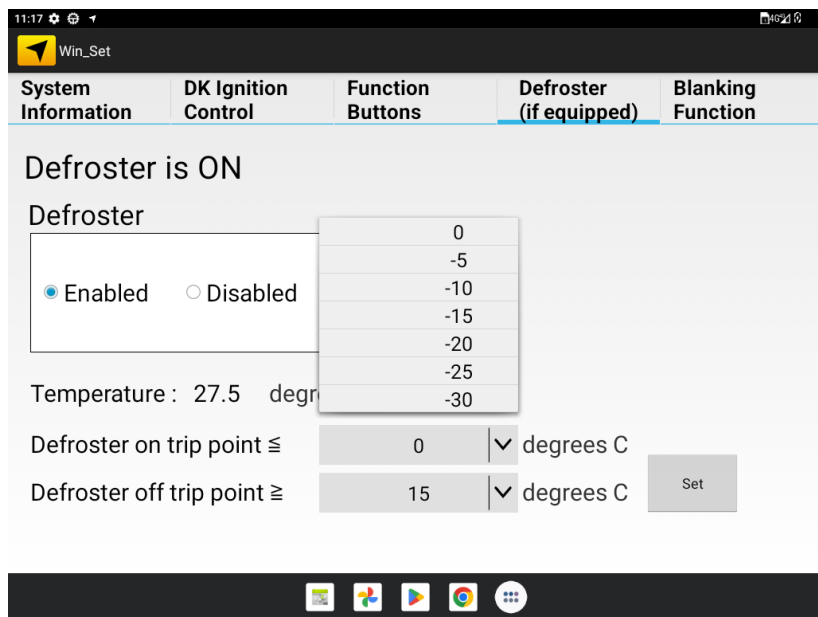 11:17
4G
Win_Set
System Information
DK Ignition Control
Function Buttons
Defroster (if equipped)
Blanking Function
Defroster is ON
Defroster
Enabled
Disabled
0
-5
-10
-15
-20
-25
-30
Temperature : 27.5 degr
Defroster on trip point ≦ 0 degrees C
Defroster off trip point ≧ 15 degrees C
Set